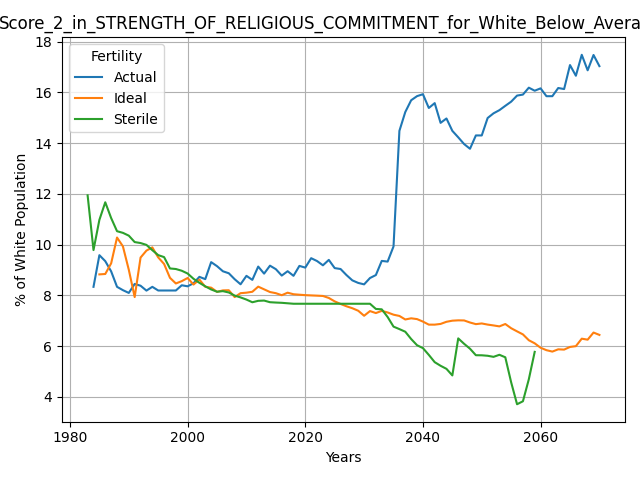 Score_2_in_STRENGTH_OF_RELIGIOUS_COMMITMENT_for_White_Below_Avera
Fertility
Actual
Ideal
Sterile
% of White Population
18
16
14
12
10
8
6
4
1980 2000 2020 2040 2060
Years